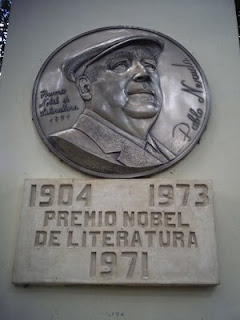 Premio
Nobel de
Literatura
1971
Pablo Neruda
1904 1973
PREMIO NOBEL
DE LITERATURA
1971